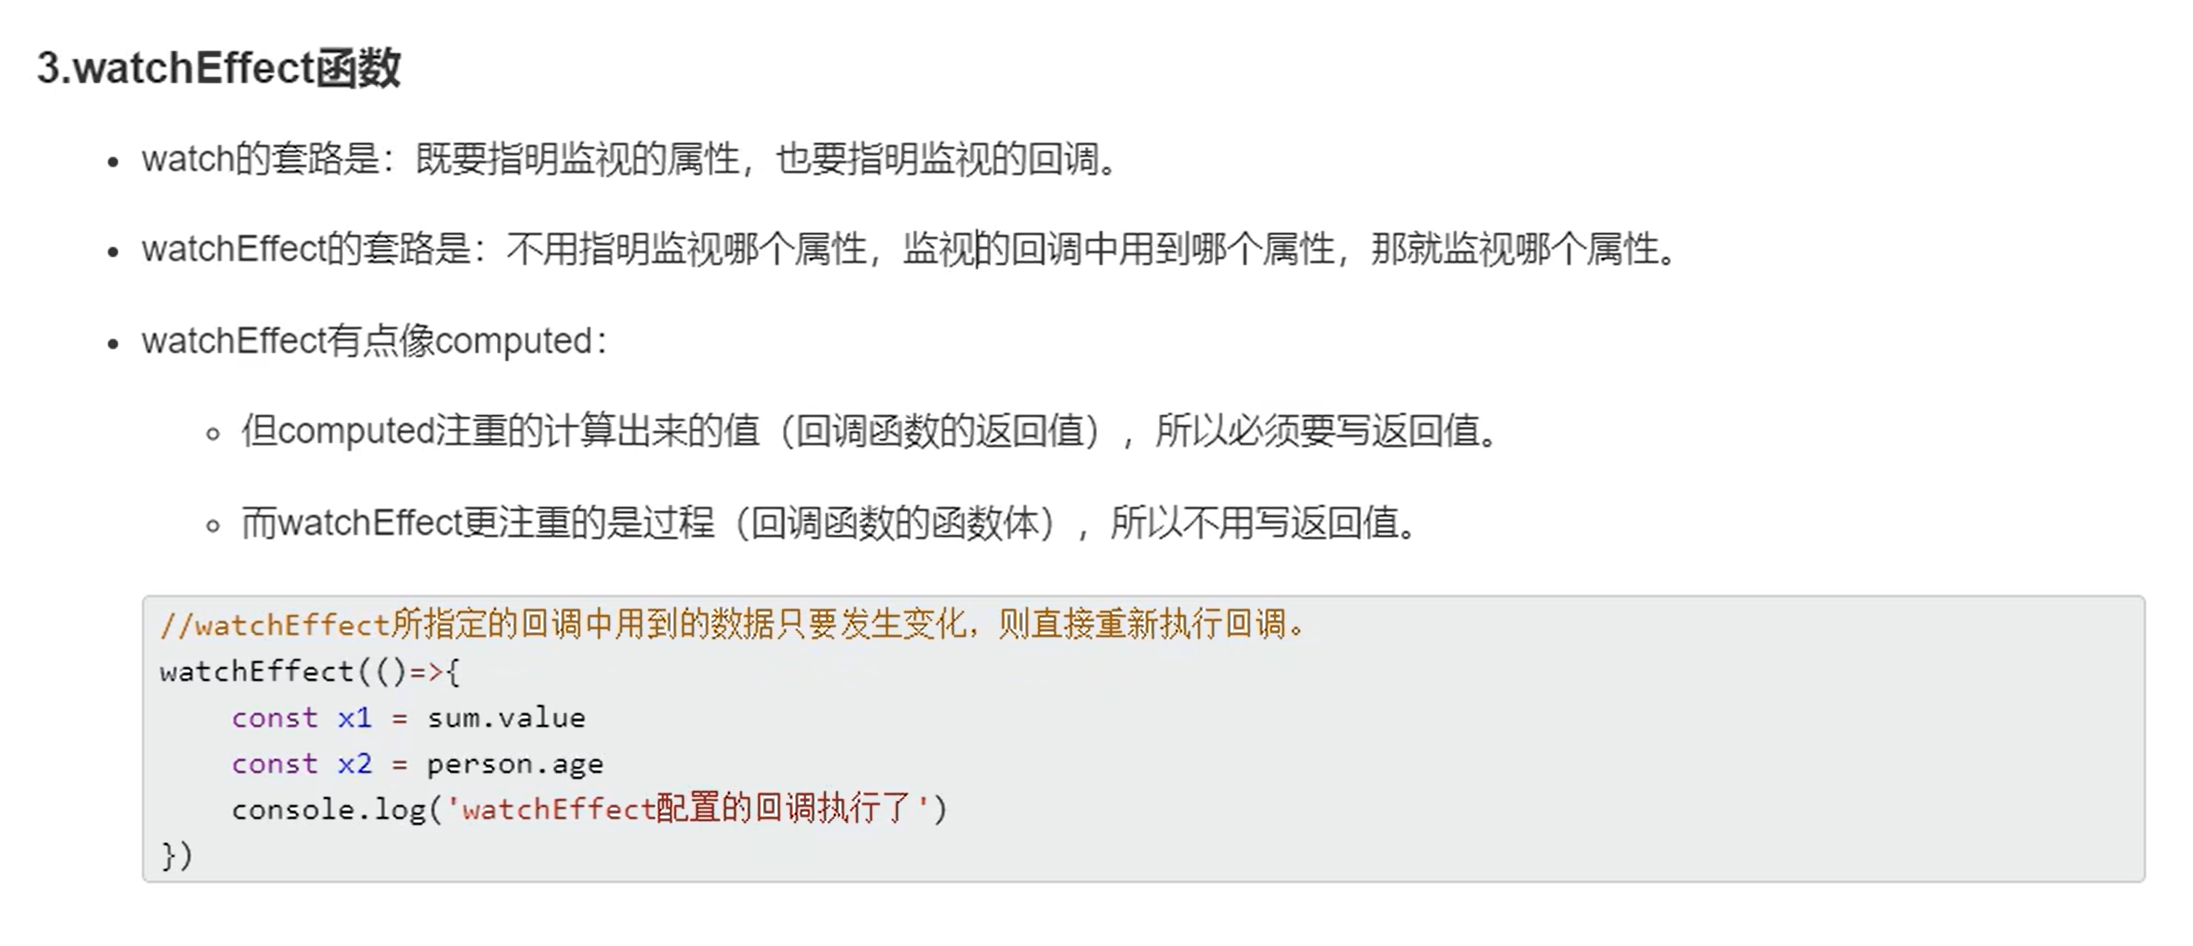 3.watchEffect函数
watch的套路是：既要指明监视的属性，也要指明监视的回调。
watchEffect的套路是：不用指明监视哪个属性，监视的回调中用到哪个属性，那就监视哪个属性。
watchEffect有点像computed：
但computed注重的计算出来的值（回调函数的返回值），所以必须要写返回值。
而watchEffect更注重的是过程（回调函数的函数体），所以不用写返回值。
//watchEffect所指定的回调中用到的数据只要发生变化，则直接重新执行回调。
watchEffect(()=>{
    const x1 = sum.value
    const x2 = person.age
    console.log('watchEffect配置的回调执行了')
})